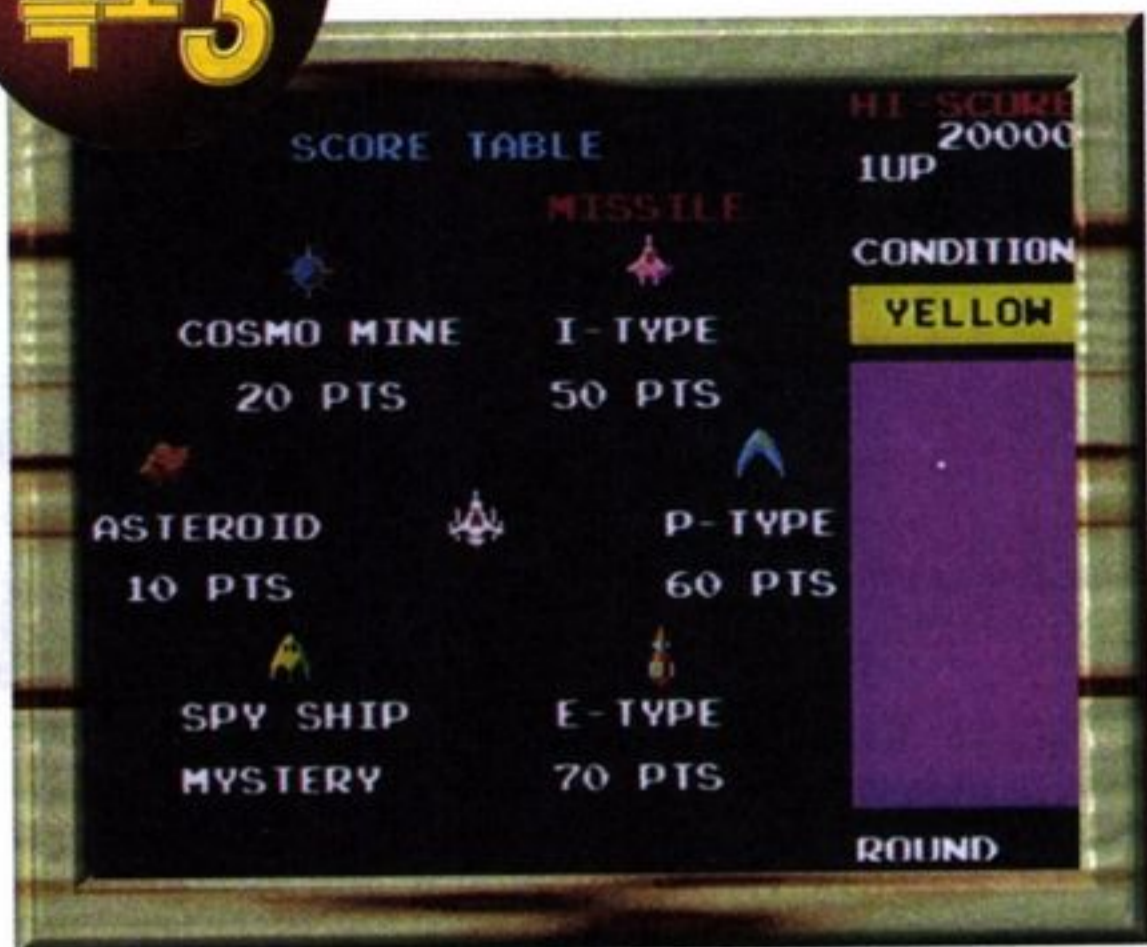 3
SCORE TABLE
MISSILE
COSMO MINE
20 PTS
I-TYPE
50 PTS
ASTEROID
10 PTS
P-TYPE
60 PTS
SPY SHIP
MYSTERY
E-TYPE
70 PTS
HI-SCORE
20000
1UP
CONDITION
YELLOW
ROUND